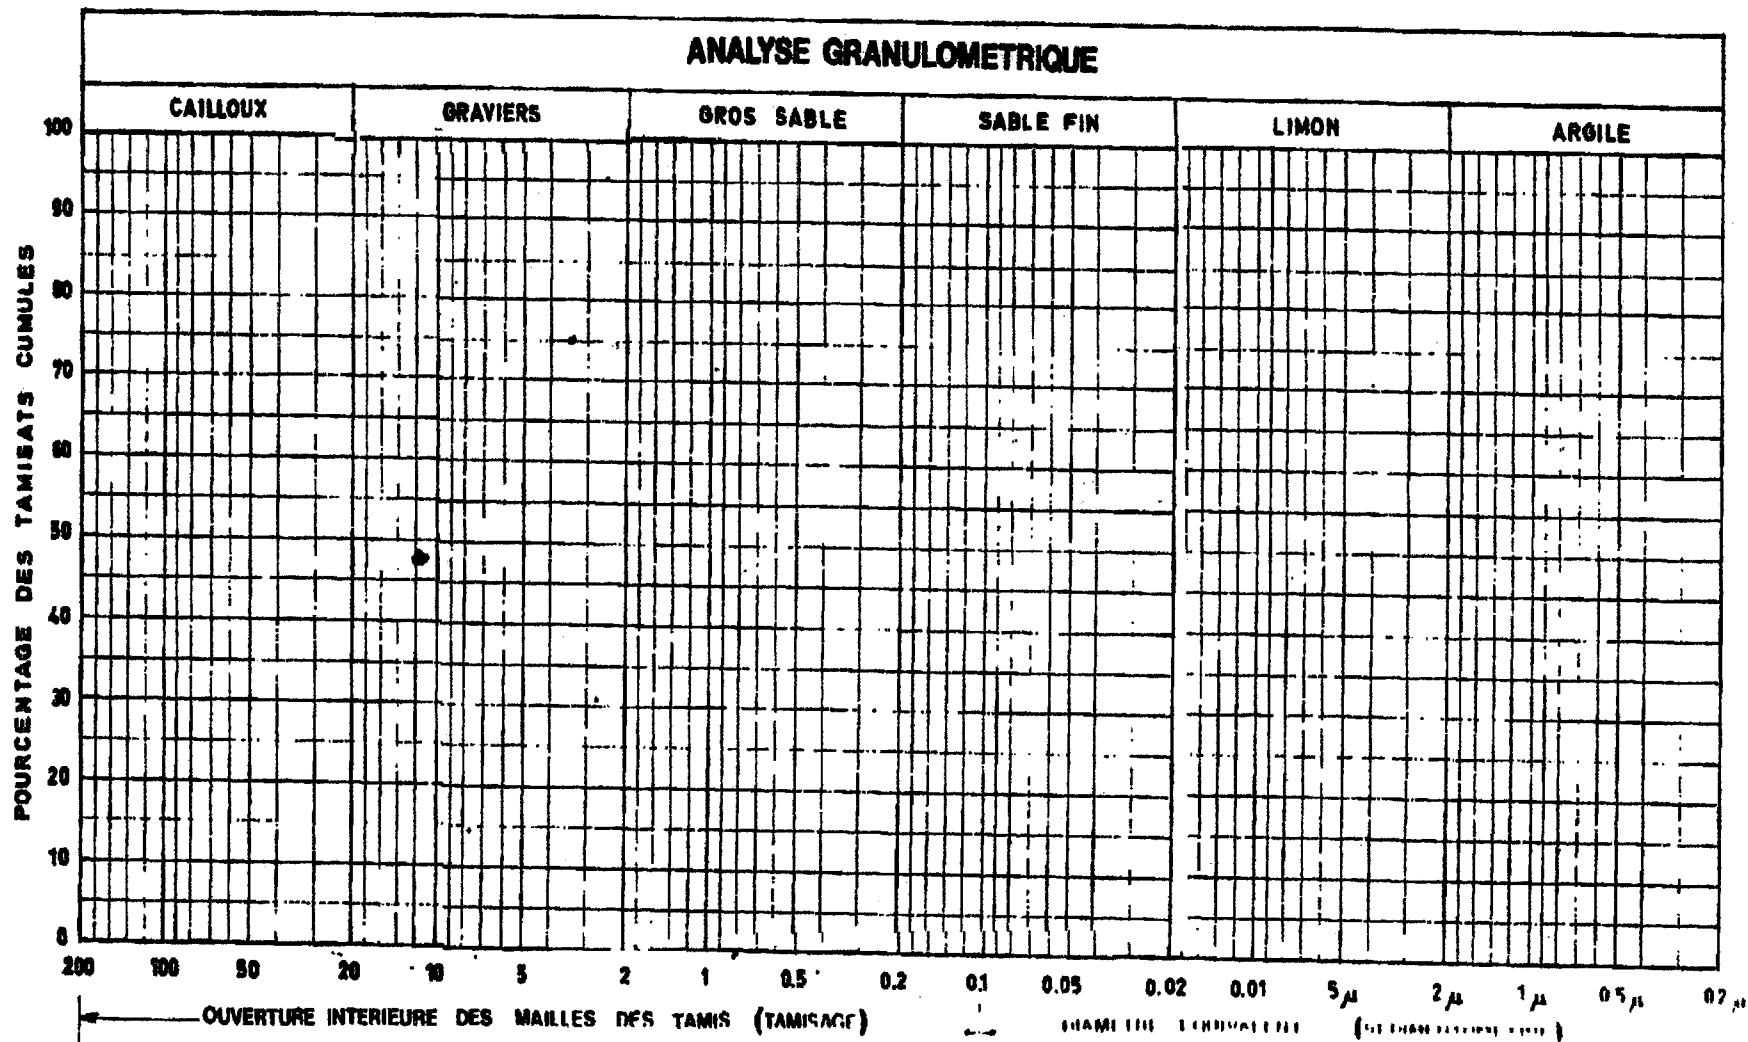 ANALYSE GRANULOMETRIQUE
CAILLOUX GRAVIERS GROS SABLE SABLE FIN LIMON ARGILE
POURCENTAGE DES TAMISATS CUMULES
100
90
80
70
60
50
40
30
20
10
0
200 100 50 20 10 5 2 1 0.5 0.2 0.1 0.05 0.02 0.01 5µ 2µ 1µ 0.5µ 0.2µ
OUVERTURE INTERIEURE DES MAILLES DES TAMIS (TAMISAGE)